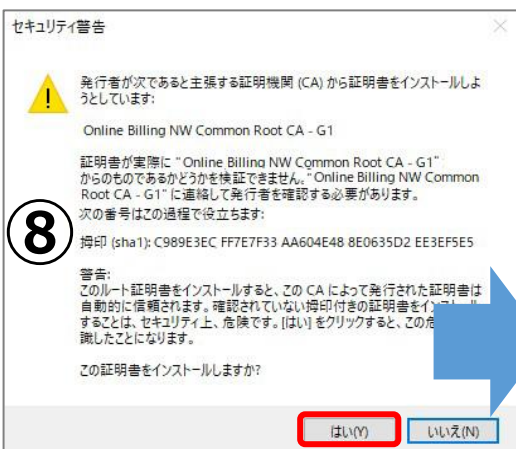 セキュリティ警告
発行者が次であると主張する証明機関 (CA) から証明書をインストールしよ
うとしています:
Online Billing NW Common Root CA - G1
証明書が実際に "Online Billing NW Common Root CA - G1"
からのものであるかどうかを検証できません。"Online Billing NW Common
Root CA - G1" に連絡して発行者を確認する必要があります。
次の番号はこの過程で役立ちます:
⑧
拇印 (sha1): C989E3EC FF7E7F33 AA604E48 8E0635D2 EE3EF5E5
警告:
このルート証明書をインストールすると、この CA によって発行された証明書は
自動的に信頼されます。確認されていない拇印付きの証明書をインストール
することは、セキュリティ上、危険です。[はい] をクリックすると、この危
識したことになります。
この証明書をインストールしますか?
はい(Y) いいえ(N)